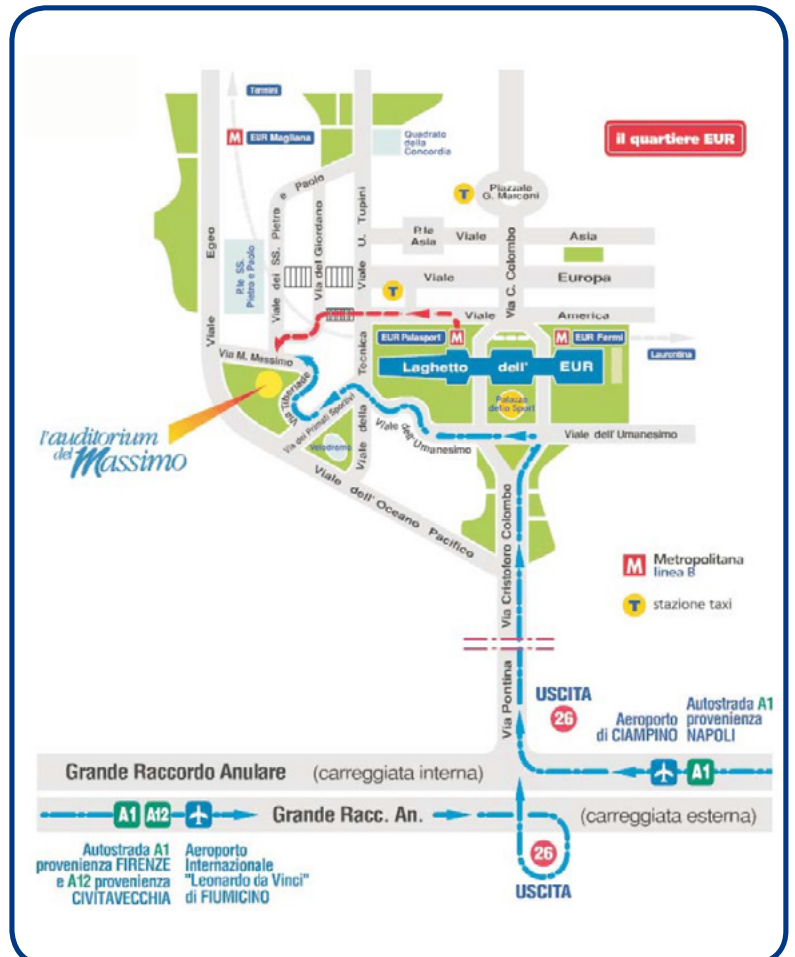 Termini
M EUR Magliana
Quadrato
della
Concordia
il quartiere EUR
T
Piazzale
G. Marconi
Viale Egeo
P.le SS.
Pietro e Paolo
Viale dei SS. Pietro e Paolo
Via del Giordano
Viale U. Tupini
P.le
Asia
Viale Asia
Viale Europa
T
Via C. Colombo
Viale America
EUR Palasport M
M EUR Fermi
Laurentina
Via M. Massimo
Laghetto dell' EUR
Palazzo
dello Sport
Via Tiberiade
Via dei Primati Sportivi
Viale della Tecnica
Velodromo
Viale dell'Umanesimo
Viale dell'Umanesimo
l'auditorium
del Massimo
Viale dell' Oceano Pacifico
Via Cristoforo Colombo
M Metropolitana
linea B
T stazione taxi
Via Pontina
USCITA
26
Aeroporto
di CIAMPINO
Autostrada A1
provenienza
NAPOLI
Grande Raccordo Anulare (carreggiata interna)
A1
A1 A12
Grande Racc. An.
(carreggiata esterna)
Autostrada A1
provenienza FIRENZE
e A12 provenienza
CIVITAVECCHIA
Aeroporto
Internazionale
"Leonardo da Vinci"
di FIUMICINO
26
USCITA